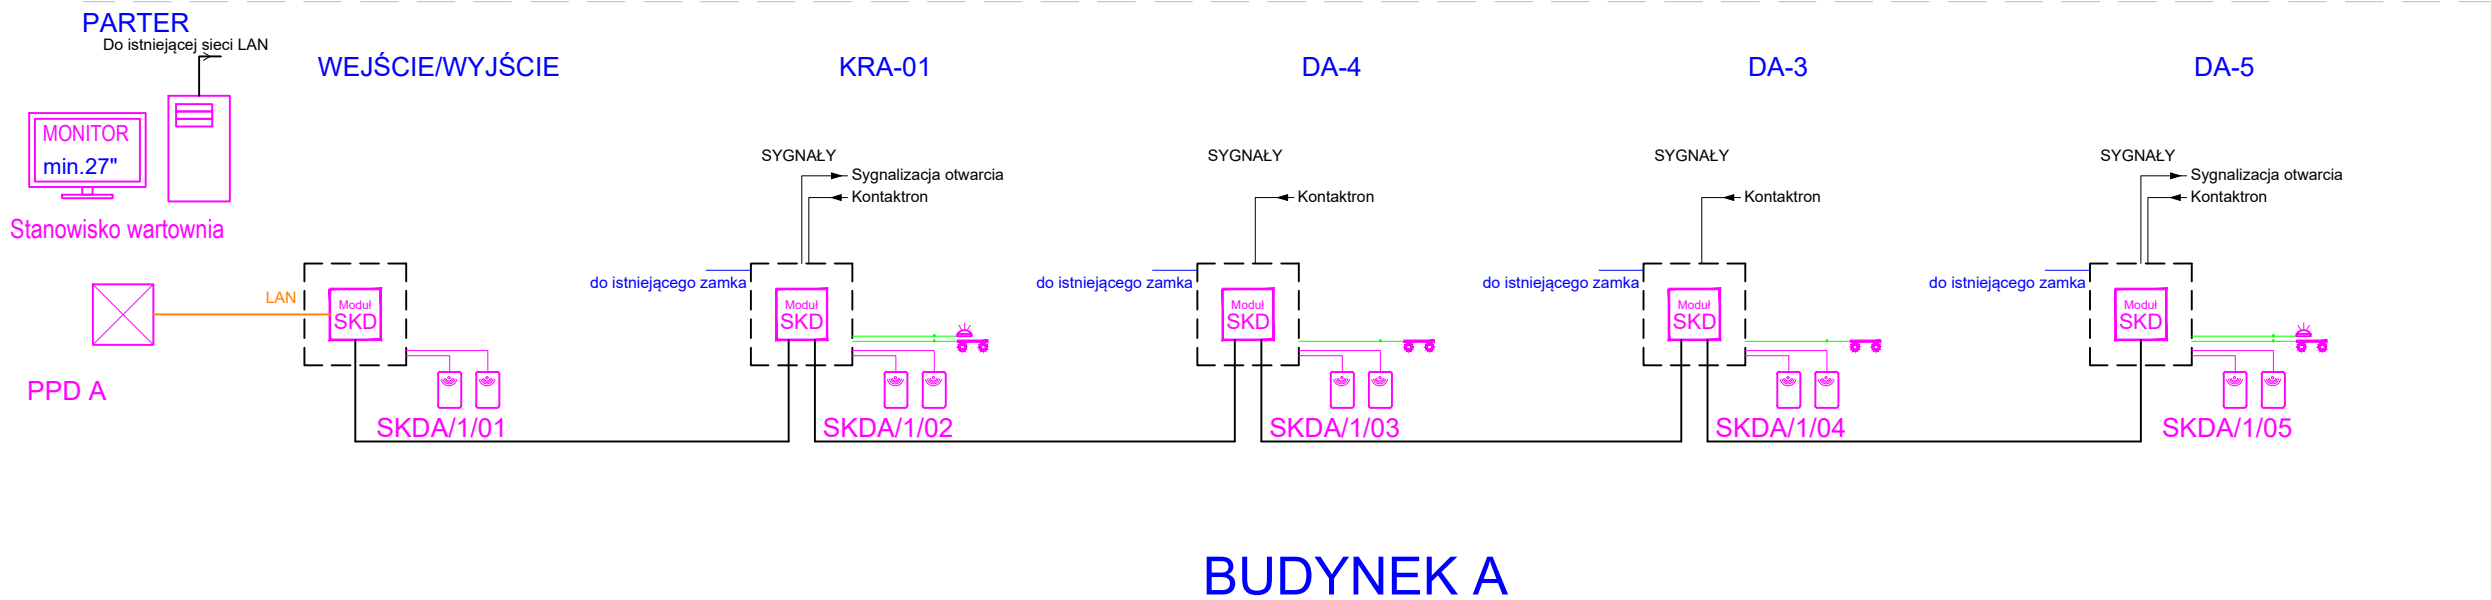 PARTER
Do istniejącej sieci LAN
WEJŚCIE/WYJŚCIE
KRA-01
DA-4
DA-3
DA-5
MONITOR
min.27"
Stanowisko wartownia
SYGNAŁY
Sygnalizacja otwarcia
Kontaktron
SYGNAŁY
Kontaktron
SYGNAŁY
Kontaktron
SYGNAŁY
Sygnalizacja otwarcia
Kontaktron
LAN
Moduł
SKD
do istniejącego zamka
Moduł
SKD
do istniejącego zamka
Moduł
SKD
do istniejącego zamka
Moduł
SKD
do istniejącego zamka
Moduł
SKD
PPD A
SKDA/1/01
SKDA/1/02
SKDA/1/03
SKDA/1/04
SKDA/1/05
BUDYNEK A